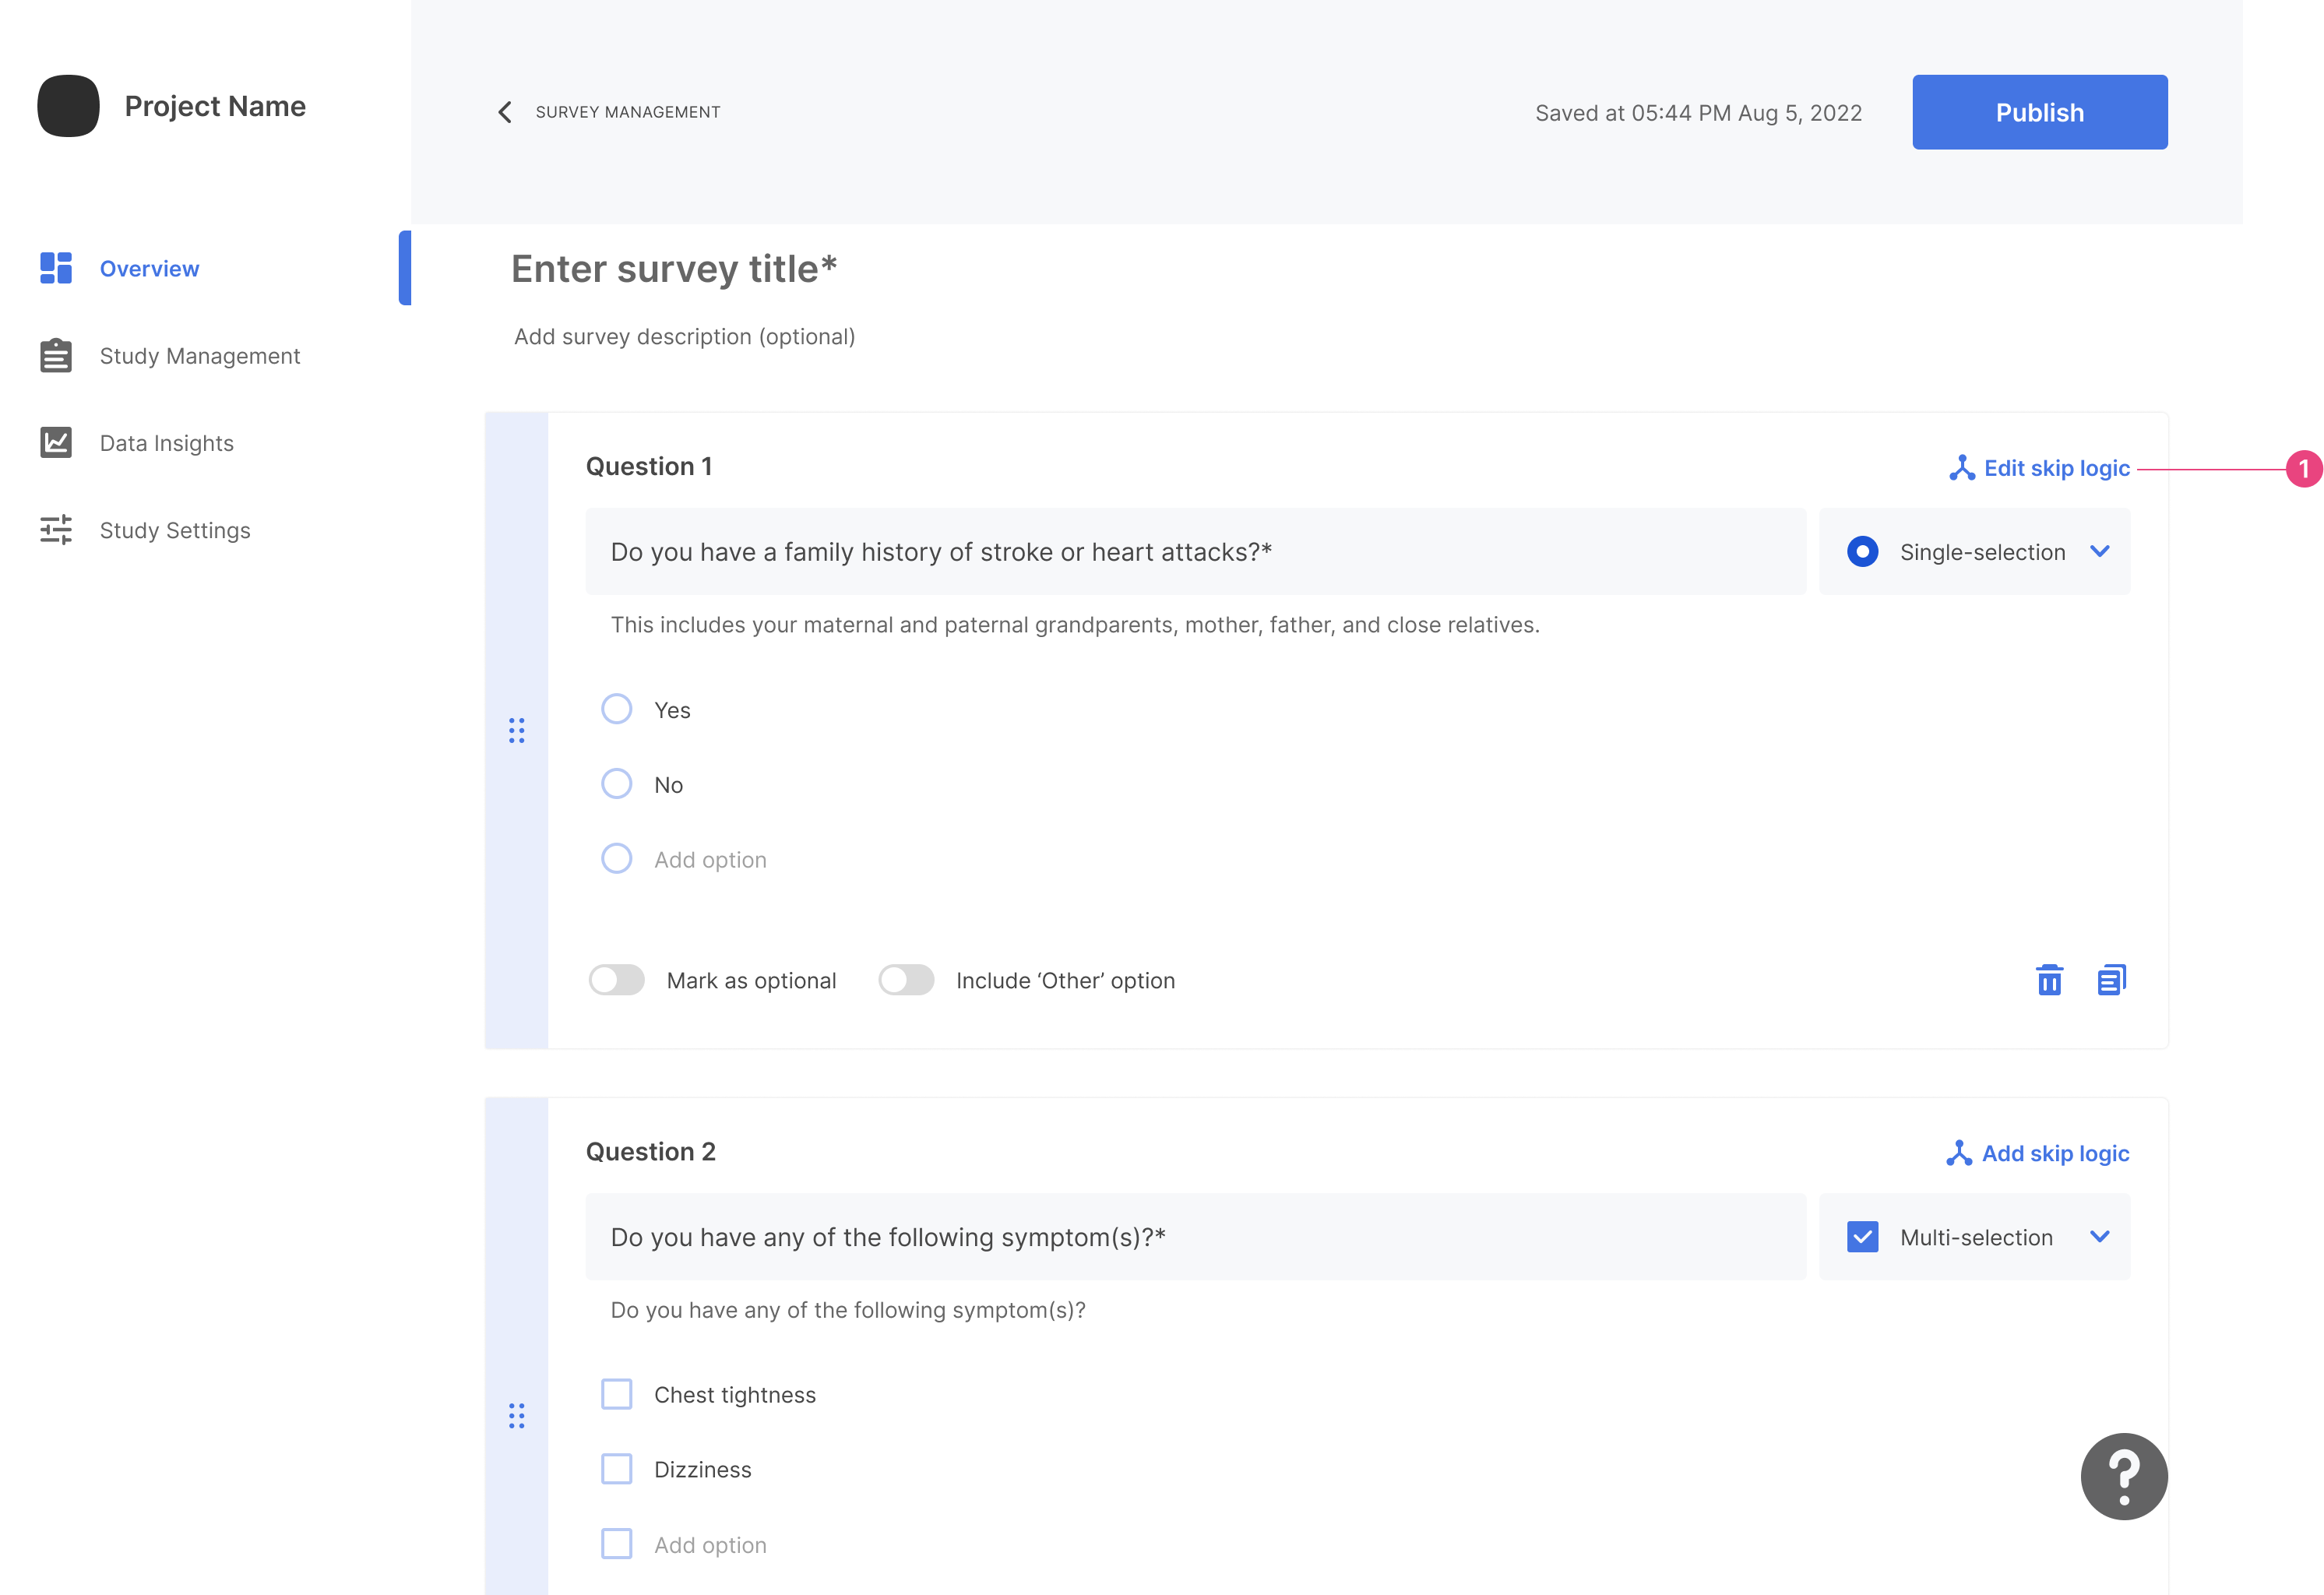 Project Name
SURVEY MANAGEMENT
Saved at 05:44 PM Aug 5, 2022
Publish
Overview
Study Management
Data Insights
Study Settings
Enter survey title*
Add survey description (optional)
Question 1
Edit skip logic
1
Do you have a family history of stroke or heart attacks?*
Single-selection
This includes your maternal and paternal grandparents, mother, father, and close relatives.
Yes
No
Add option
Mark as optional
Include ‘Other’ option
Question 2
Add skip logic
Do you have any of the following symptom(s)?*
Multi-selection
Do you have any of the following symptom(s)?
Chest tightness
Dizziness
Add option
?